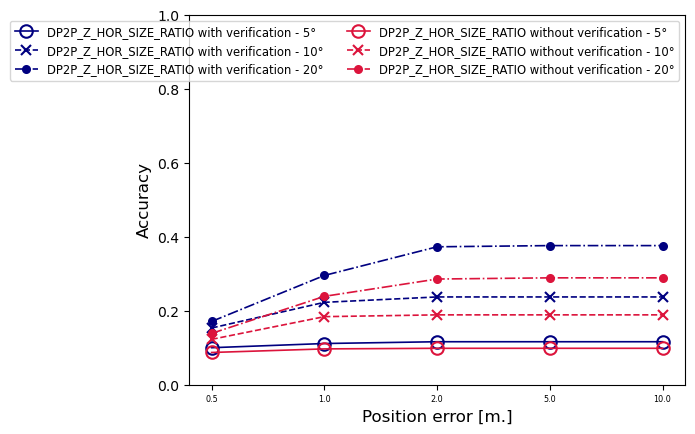 1.0
DP2P_Z_HOR_SIZE_RATIO with verification - 5°
DP2P_Z_HOR_SIZE_RATIO without verification - 5°
DP2P_Z_HOR_SIZE_RATIO with verification - 10°
DP2P_Z_HOR_SIZE_RATIO without verification - 10°
DP2P_Z_HOR_SIZE_RATIO with verification - 20°
DP2P_Z_HOR_SIZE_RATIO without verification - 20°
0.8
0.6
0.4
0.2
0.0
Accuracy
0.5 1.0 2.0 5.0 10.0
Position error [m.]